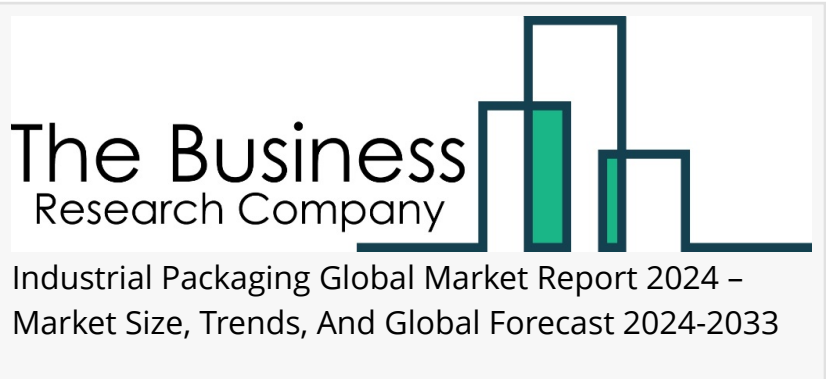 The Business
Research Company
Industrial Packaging Global Market Report 2024 –
Market Size, Trends, And Global Forecast 2024-2033